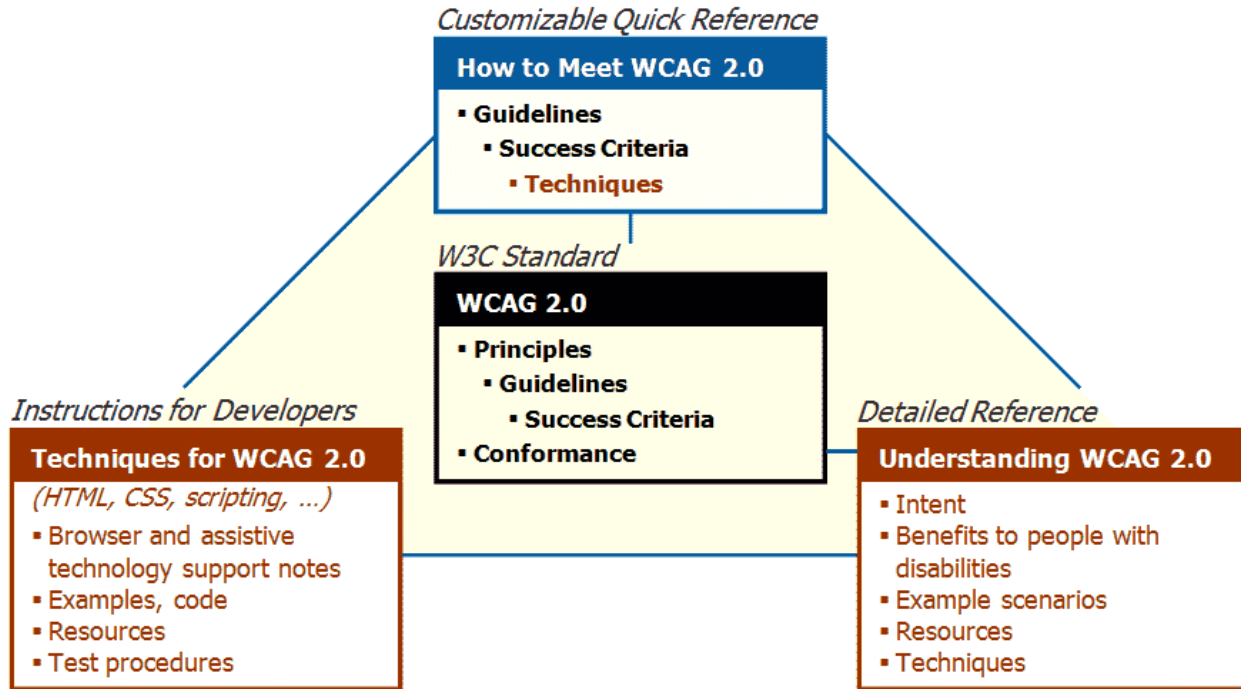 Customizable Quick Reference
How to Meet WCAG 2.0
▪ Guidelines
▪ Success Criteria
▪ Techniques
W3C Standard
WCAG 2.0
▪ Principles
▪ Guidelines
▪ Success Criteria
▪ Conformance
Instructions for Developers
Techniques for WCAG 2.0
(HTML, CSS, scripting, ...)
▪ Browser and assistive
technology support notes
▪ Examples, code
▪ Resources
▪ Test procedures
Detailed Reference
Understanding WCAG 2.0
▪ Intent
▪ Benefits to people with
disabilities
▪ Example scenarios
▪ Resources
▪ Techniques